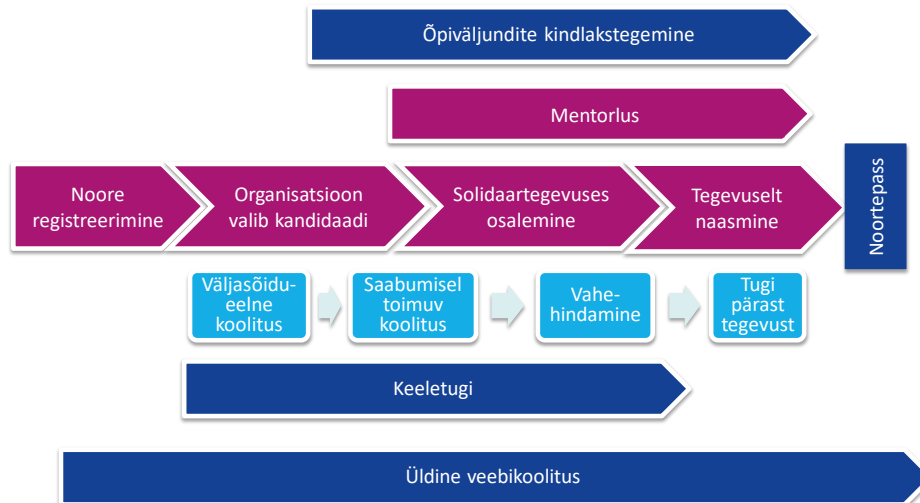 Õpiväljundite kindlakstegemine
Mentorlus
Noore
registreerimine
Organisatsioon
valib kandidaadi
Solidaartegevuses
osalemine
Tegevuselt
naasmine
Noortepass
Väljasõidu-
eelne
koolitus
Saabumisel
toimuv
koolitus
Vahe-
hindamine
Tugi
pärast
tegevust
Keeletugi
Üldine veebikoolitus